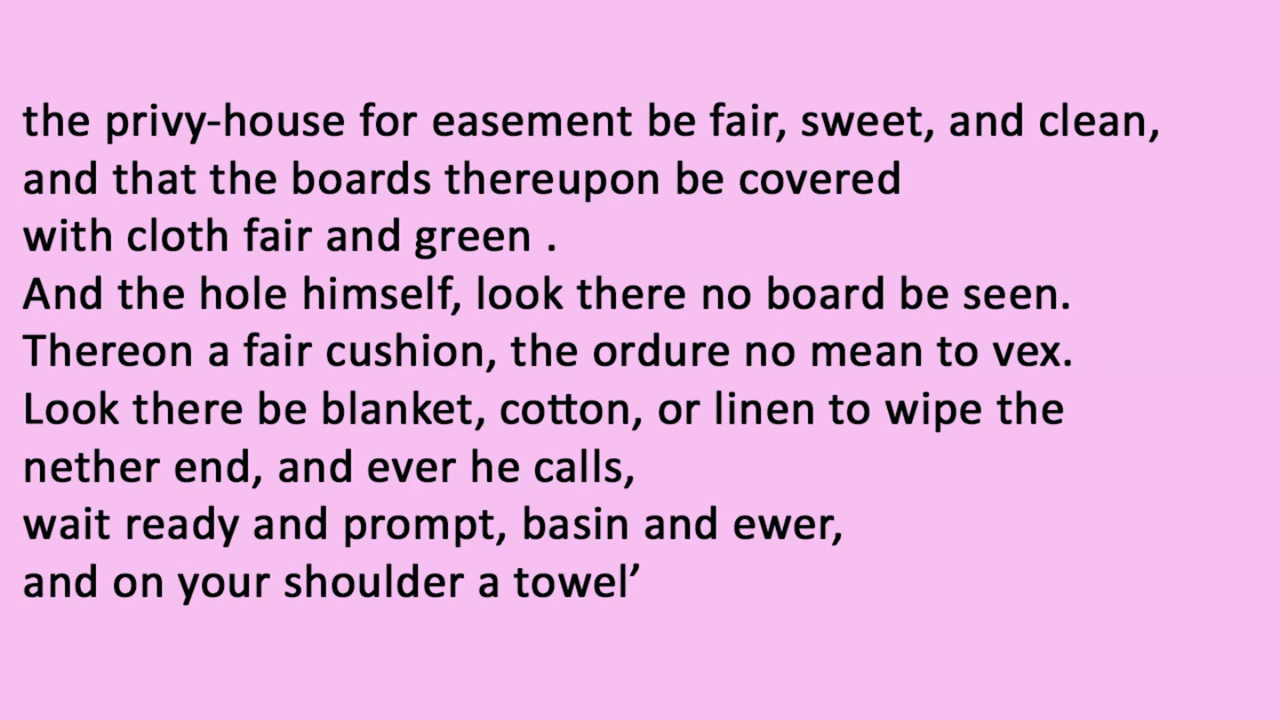 the privy-house for easement be fair, sweet, and clean,
and that the boards thereupon be covered
with cloth fair and green .
And the hole himself, look there no board be seen.
Thereon a fair cushion, the ordure no mean to vex.
Look there be blanket, cotton, or linen to wipe the
nether end, and ever he calls,
wait ready and prompt, basin and ewer,
and on your shoulder a towel’